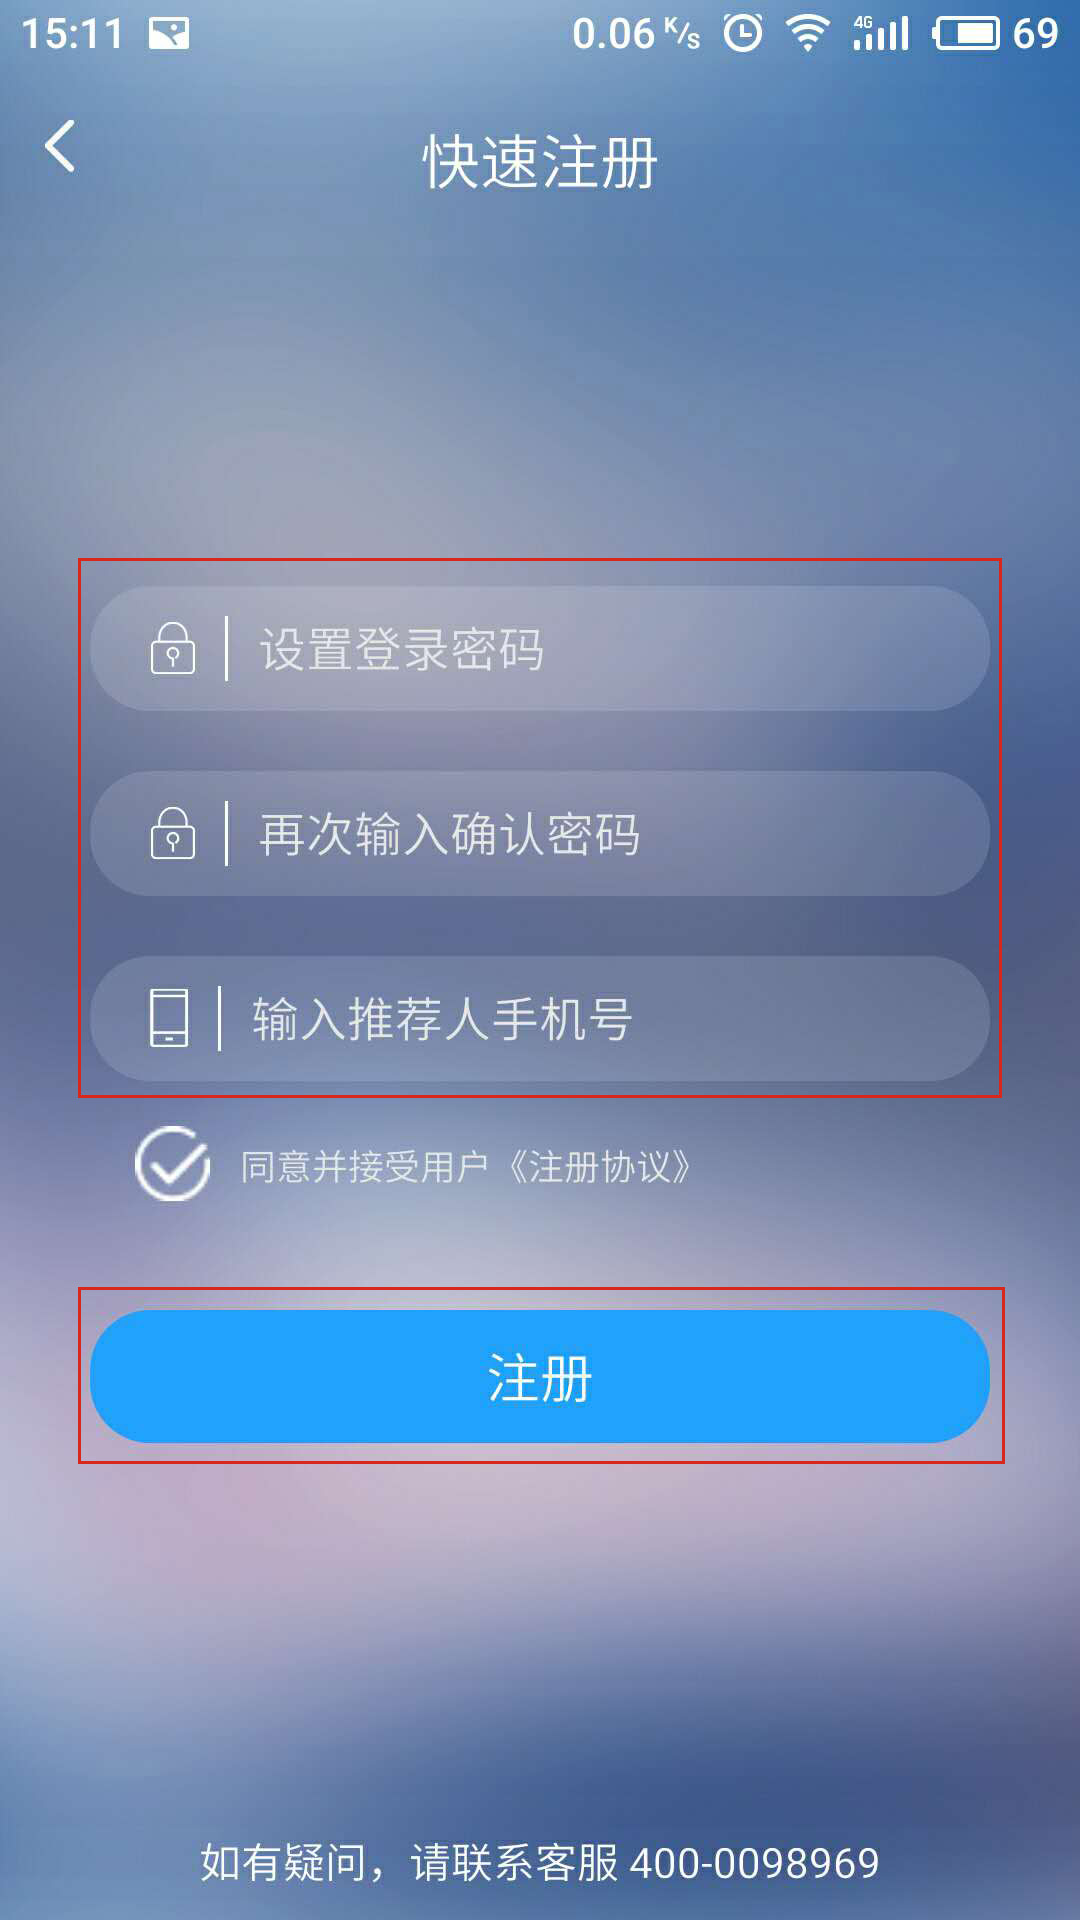 15:11 0.06 K/s 4G 69
快速注册
设置登录密码
再次输入确认密码
输入推荐人手机号
同意并接受用户《注册协议》
注册
如有疑问，请联系客服 400-0098969